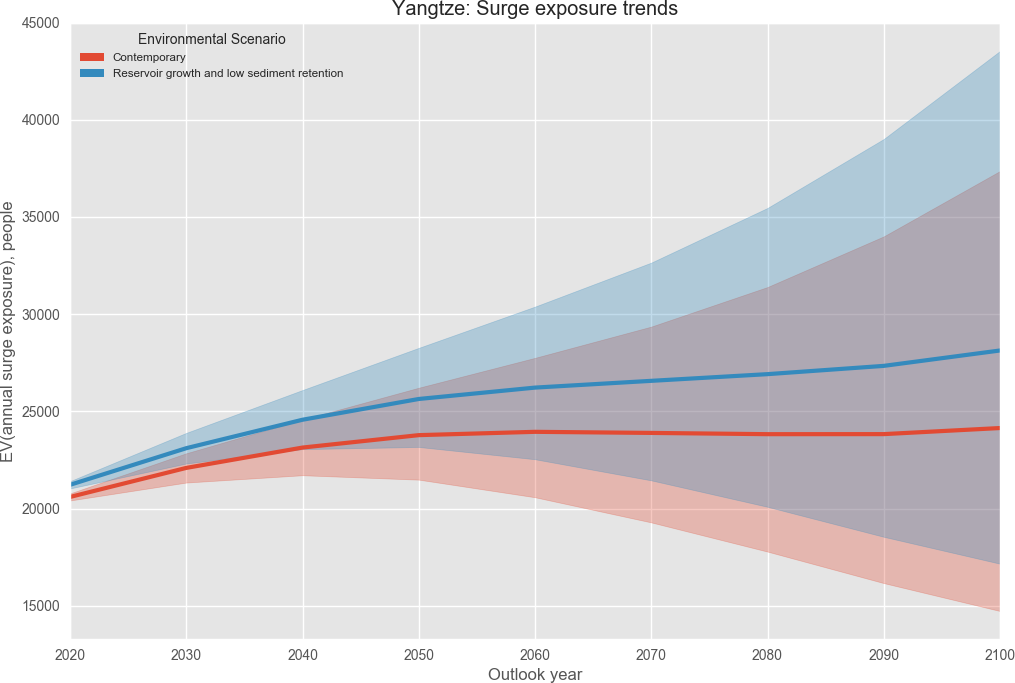 Yangtze: Surge exposure trends
45000
40000
35000
30000
25000
20000
15000
EV(annual surge exposure), people
Environmental Scenario
Contemporary
Reservoir growth and low sediment retention
2020 2030 2040 2050 2060 2070 2080 2090 2100
Outlook year